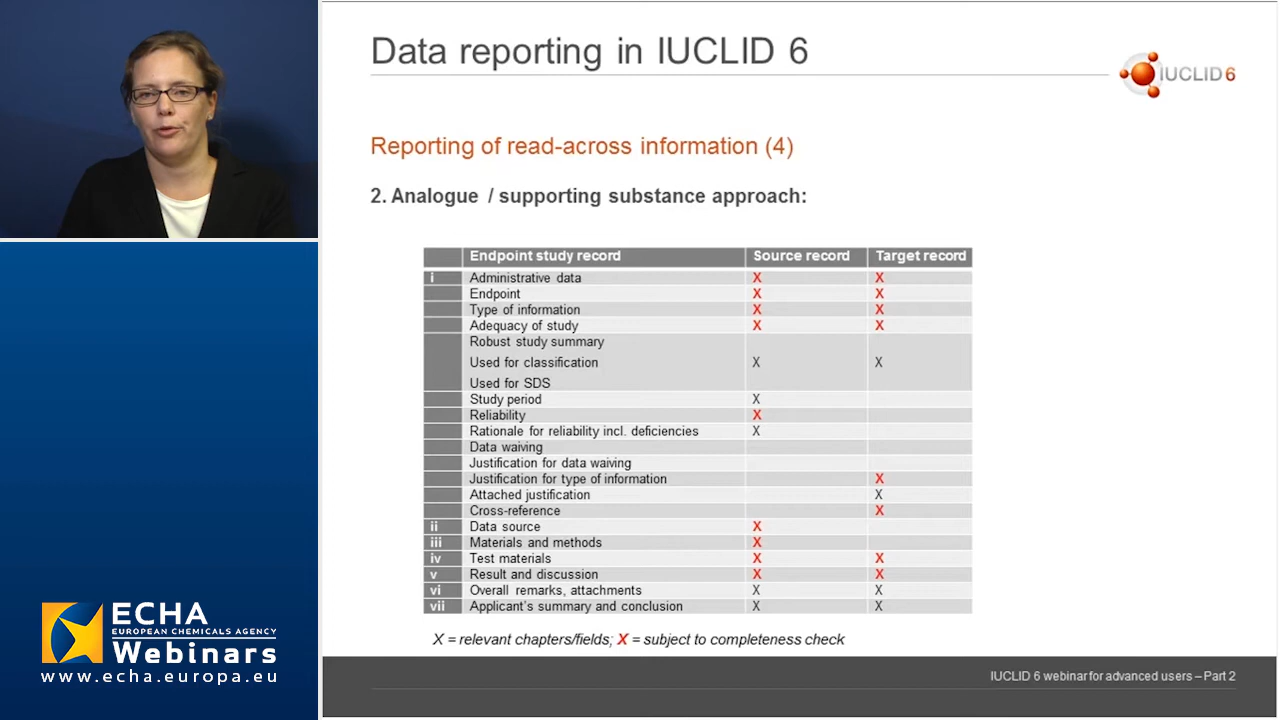 Data reporting in IUCLID 6
IUCLID 6
Reporting of read-across information (4)
2. Analogue / supporting substance approach:
Endpoint study record Source record Target record
i Administrative data X X
Endpoint X X
Type of information X X
Adequacy of study X X
Robust study summary
Used for classification X X
Used for SDS
Study period X
Reliability X
Rationale for reliability incl. deficiencies X
Data waiving
Justification for data waiving
Justification for type of information X
Attached justification X
Cross-reference X
ii Data source X
iii Materials and methods X
iv Test materials X X
v Result and discussion X X
vi Overall remarks, attachments X X
vii Applicant's summary and conclusion X X
X = relevant chapters/fields; X = subject to completeness check
ECHA
EUROPEAN CHEMICALS AGENCY
Webinars
www.echa.europa.eu
IUCLID 6 webinar for advanced users – Part 2